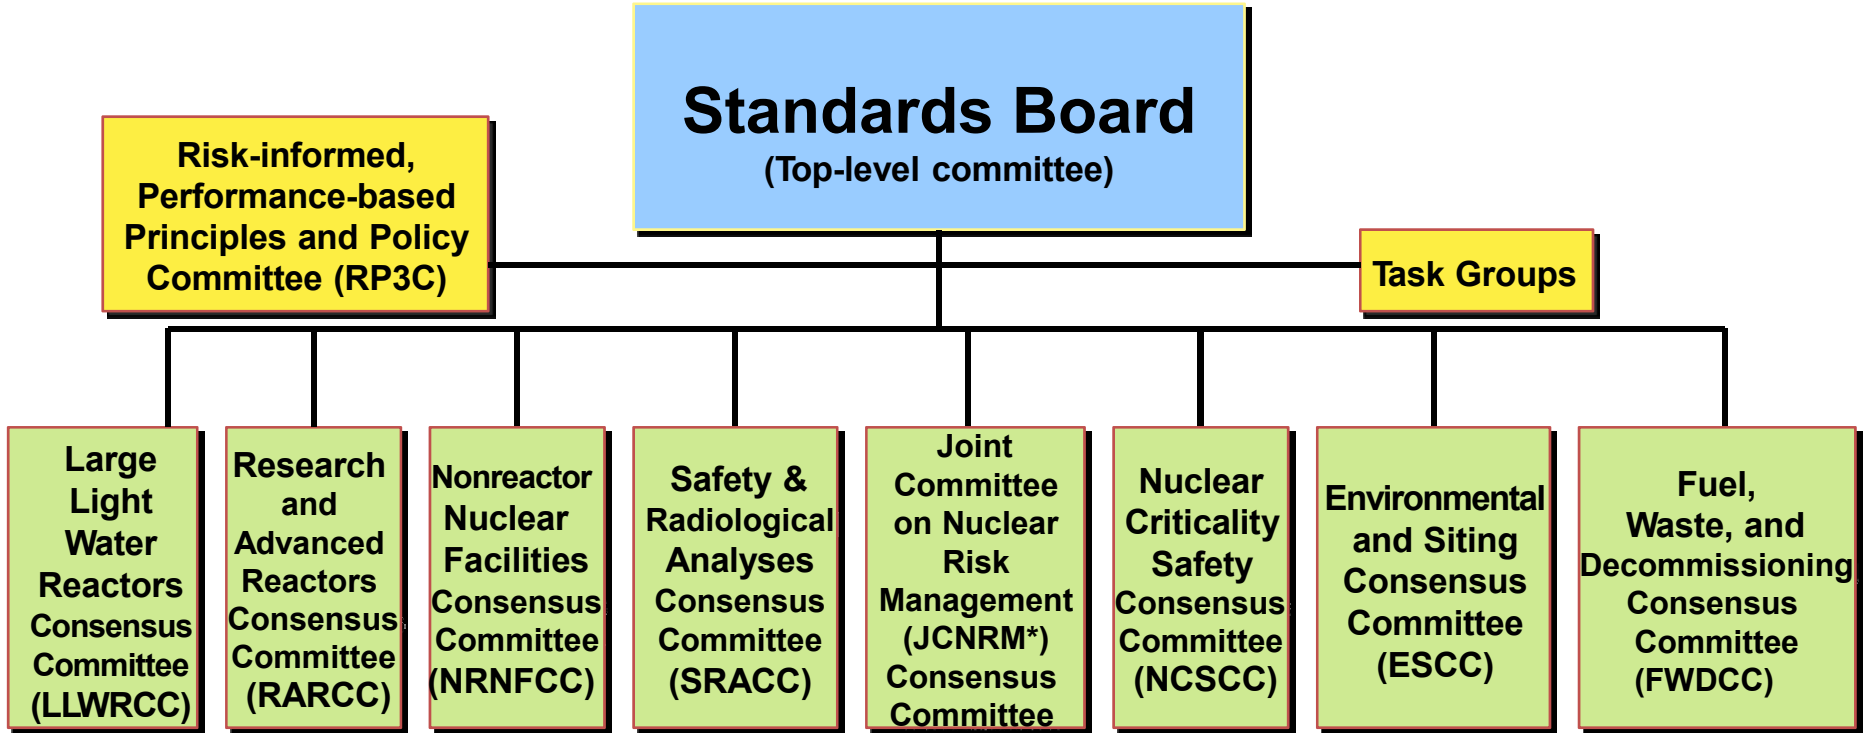 Standards Board
(Top-level committee)
Risk-informed,
Performance-based
Principles and Policy
Committee (RP3C)
Task Groups
Large
Light
Water
Reactors
Consensus
Committee
(LLWRCC)
Research
and
Advanced
Reactors
Consensus
Committee
(RARCC)
Nonreactor
Nuclear
Facilities
Consensus
Committee
(NRNFCC)
Safety &
Radiological
Analyses
Consensus
Committee
(SRACC)
Joint
Committee
on Nuclear
Risk
Management
(JCNRM*)
Consensus
Committee
Nuclear
Criticality
Safety
Consensus
Committee
(NCSCC)
Environmental
and Siting
Consensus
Committee
(ESCC)
Fuel,
Waste, and
Decommissioning
Consensus
Committee
(FWDCC)